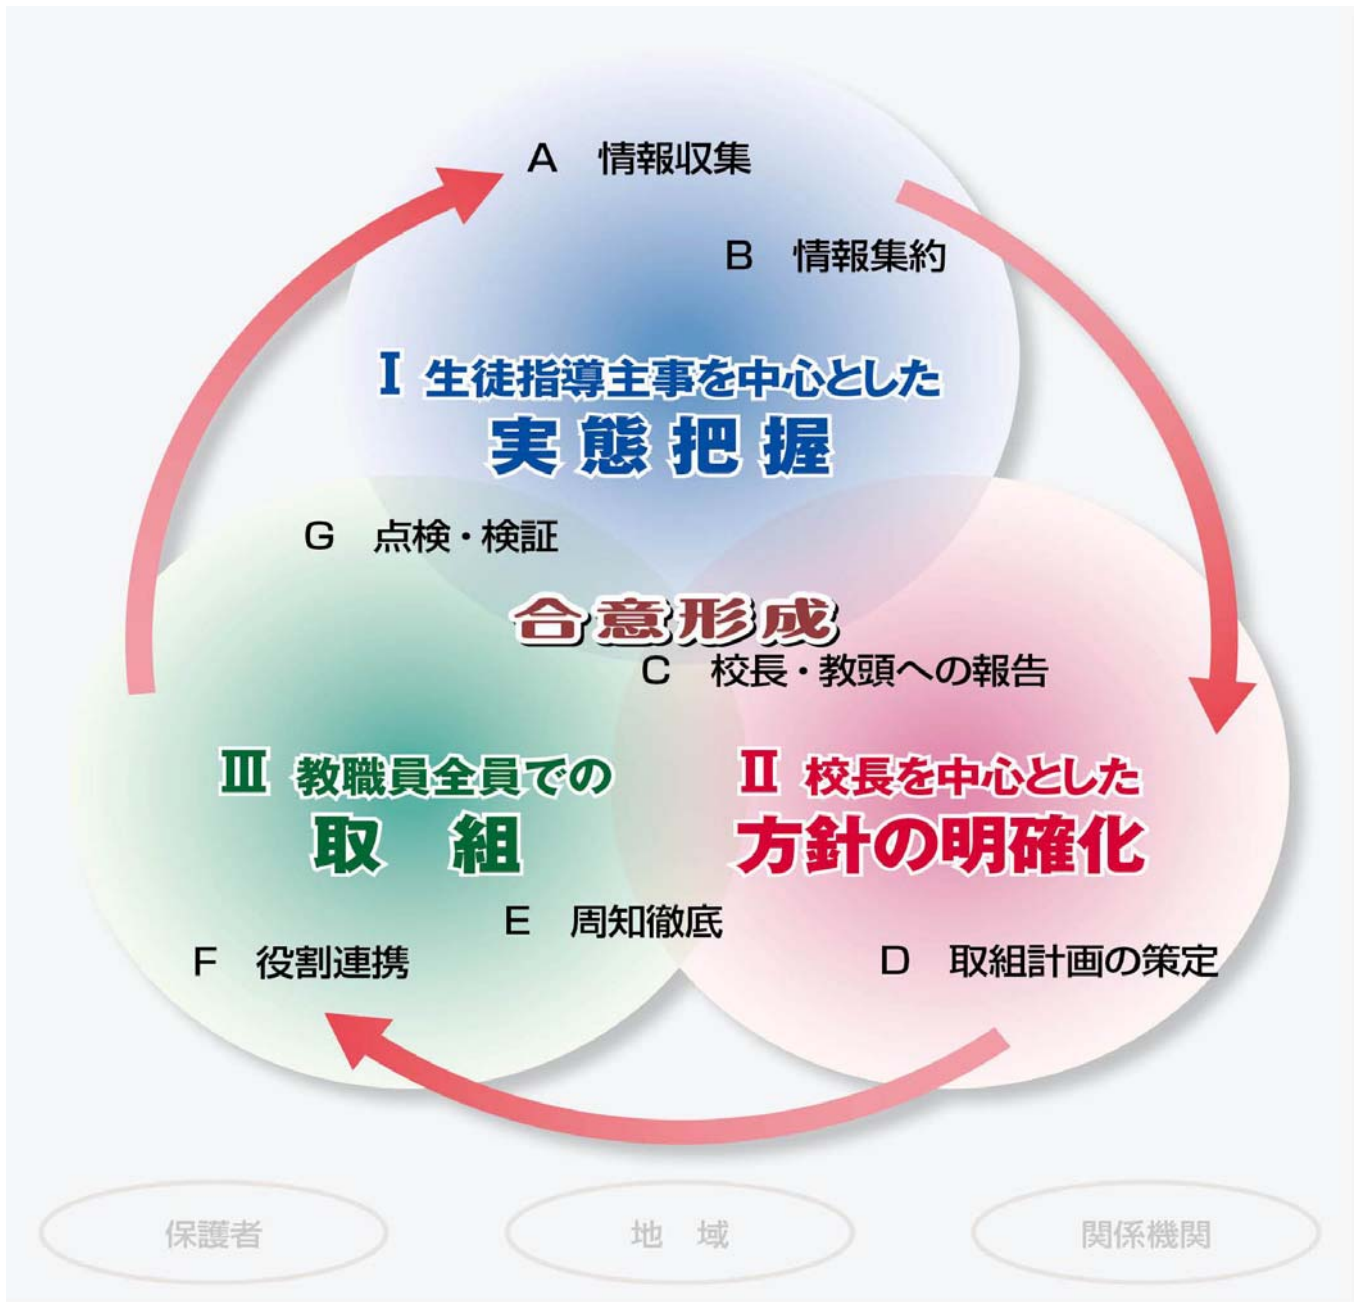 A 情報収集
B 情報集約
Ⅰ 生徒指導主事を中心とした
実態把握
G 点検・検証
合意形成
C 校長・教頭への報告
Ⅲ 教職員全員での
取 組
Ⅱ 校長を中心とした
方針の明確化
E 周知徹底
F 役割連携
D 取組計画の策定
保護者
地 域
関係機関